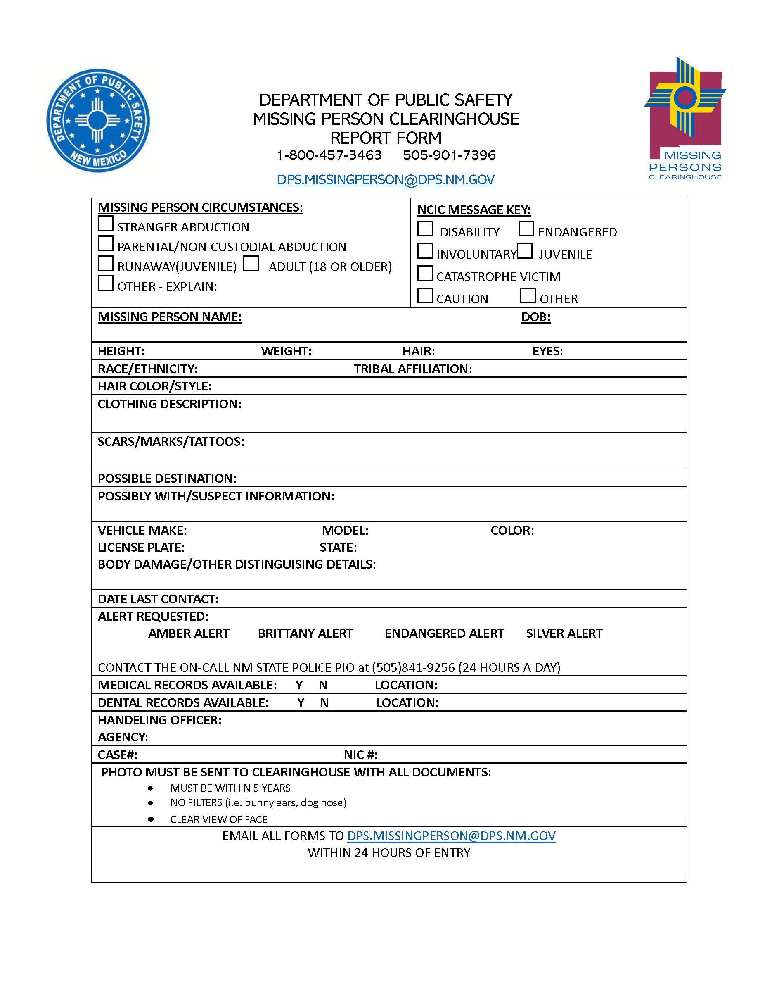 DEPARTMENT OF PUBLIC SAFETY
NEW MEXICO
DEPARTMENT OF PUBLIC SAFETY
MISSING PERSON CLEARINGHOUSE
REPORT FORM
1-800-457-3463 505-901-7396
DPS.MISSINGPERSON@DPS.NM.GOV
MISSING
PERSONS
CLEARINGHOUSE
MISSING PERSON CIRCUMSTANCES:
STRANGER ABDUCTION
PARENTAL/NON-CUSTODIAL ABDUCTION
RUNAWAY(JUVENILE) ADULT (18 OR OLDER)
OTHER - EXPLAIN:
NCIC MESSAGE KEY:
DISABILITY ENDANGERED
INVOLUNTARY JUVENILE
CATASTROPHE VICTIM
CAUTION OTHER
MISSING PERSON NAME: DOB:
HEIGHT: WEIGHT: HAIR: EYES:
RACE/ETHNICITY: TRIBAL AFFILIATION:
HAIR COLOR/STYLE:
CLOTHING DESCRIPTION:
SCARS/MARKS/TATTOOS:
POSSIBLE DESTINATION:
POSSIBLY WITH/SUSPECT INFORMATION:
VEHICLE MAKE: MODEL: COLOR:
LICENSE PLATE: STATE:
BODY DAMAGE/OTHER DISTINGUISING DETAILS:
DATE LAST CONTACT:
ALERT REQUESTED:
AMBER ALERT BRITTANY ALERT ENDANGERED ALERT SILVER ALERT
CONTACT THE ON-CALL NM STATE POLICE PIO at (505)841-9256 (24 HOURS A DAY)
MEDICAL RECORDS AVAILABLE: Y N LOCATION:
DENTAL RECORDS AVAILABLE: Y N LOCATION:
HANDELING OFFICER:
AGENCY:
CASE#: NIC #:
PHOTO MUST BE SENT TO CLEARINGHOUSE WITH ALL DOCUMENTS:
• MUST BE WITHIN 5 YEARS
• NO FILTERS (i.e. bunny ears, dog nose)
• CLEAR VIEW OF FACE
EMAIL ALL FORMS TO DPS.MISSINGPERSON@DPS.NM.GOV
WITHIN 24 HOURS OF ENTRY